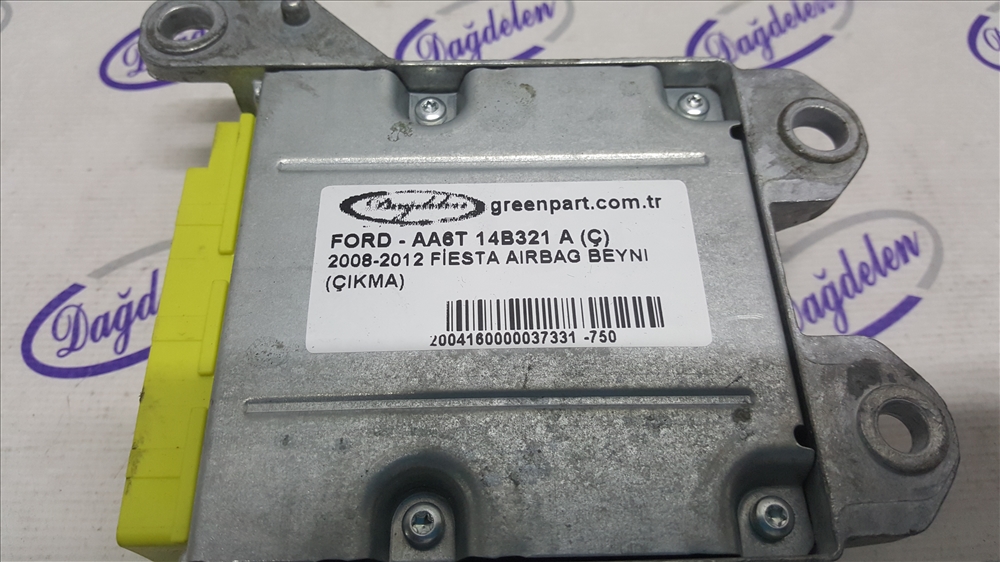 Dağdelen
Dağdelen
Dağdelen
Dağdelen
Dağdelen greenpart.com.tr
FORD - AA6T 14B321 A (Ç)
2008-2012 FİESTA AIRBAG BEYNI
(ÇIKMA)
2004160000037331 -750